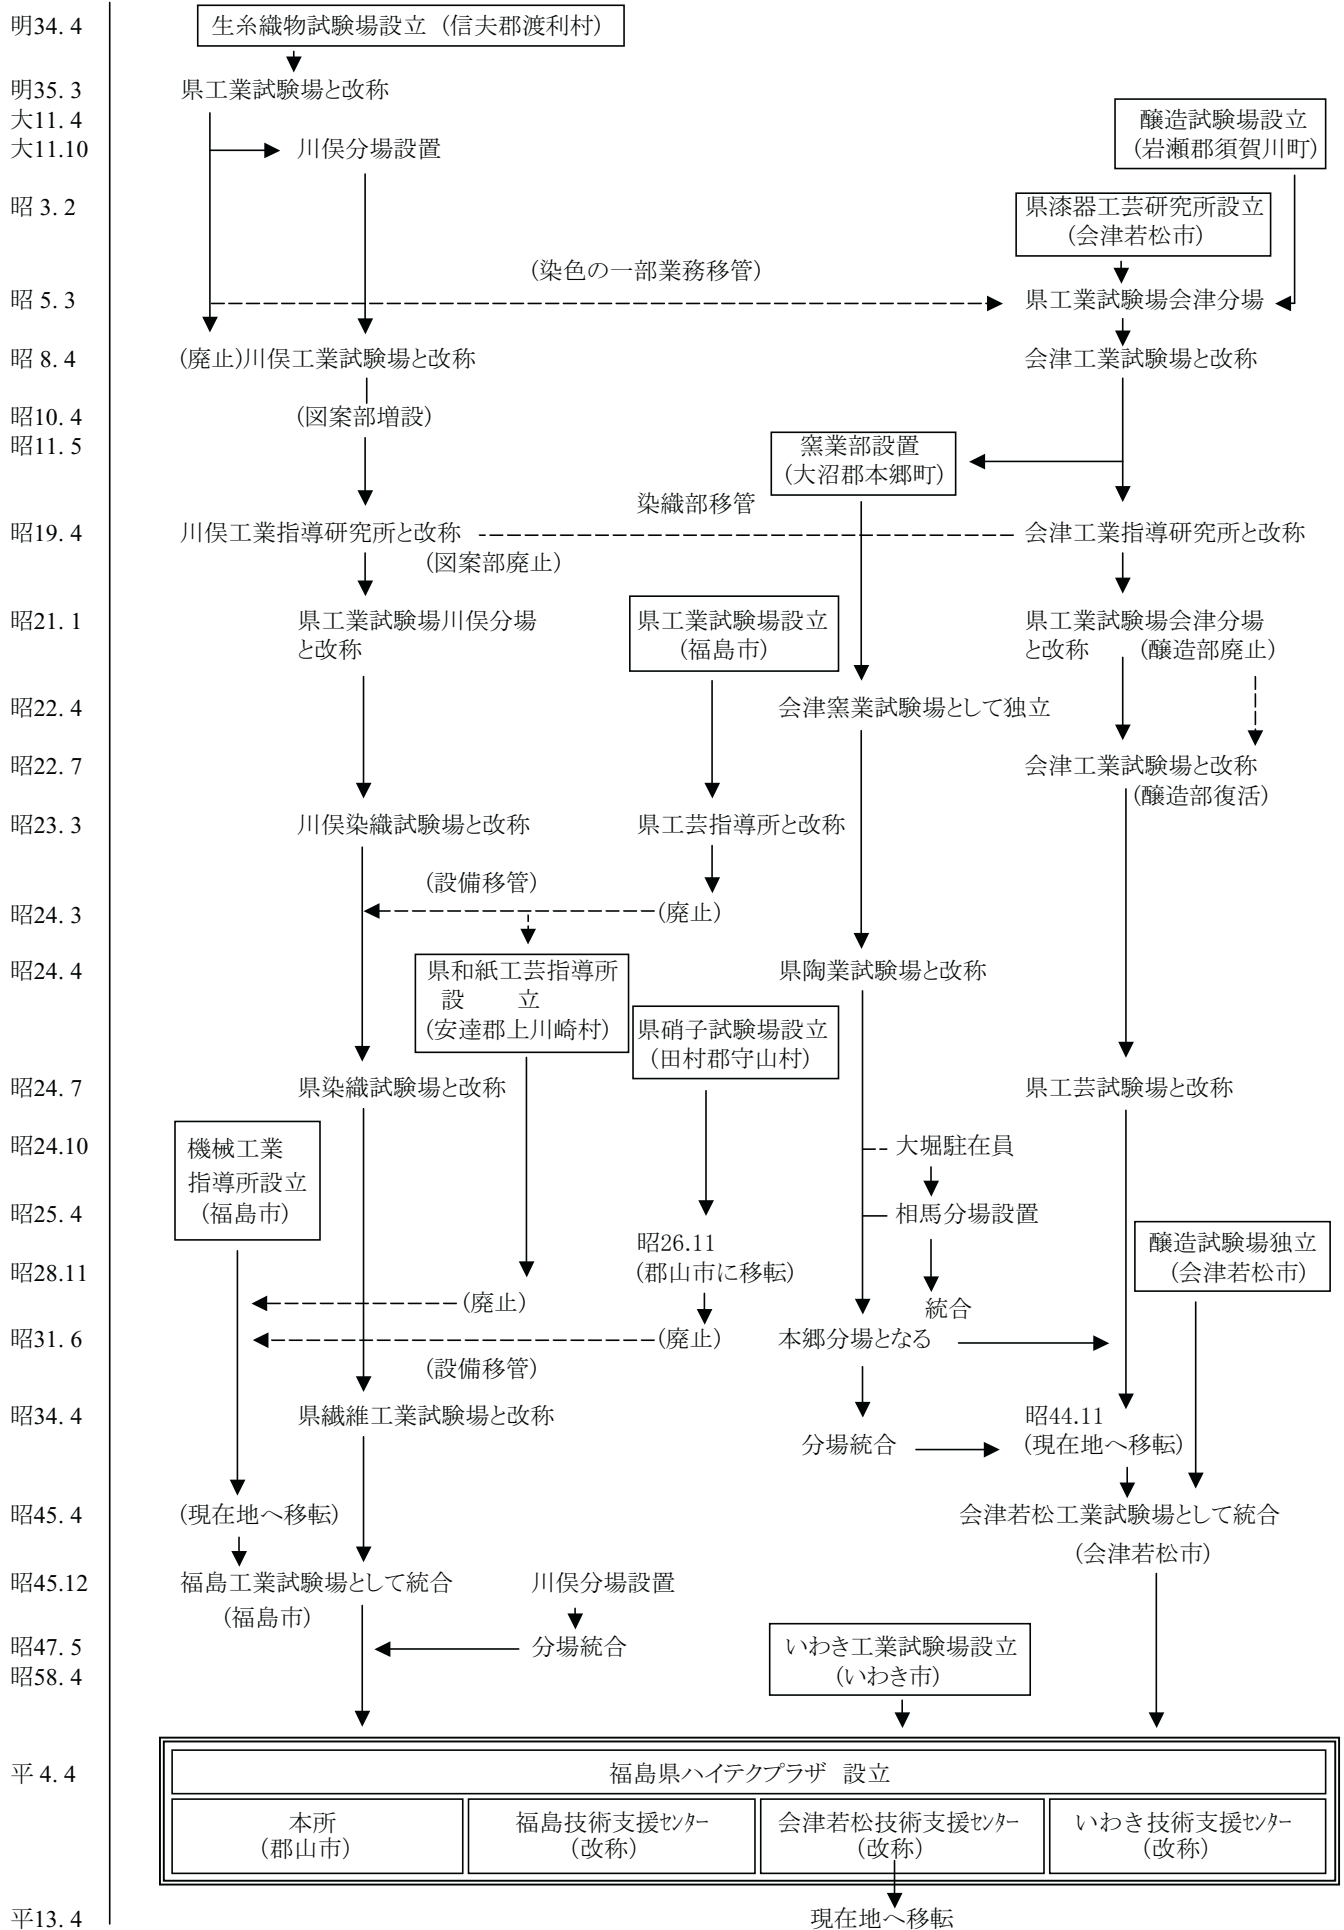 明34. 4
生糸織物試験場設立 (信夫郡渡利村)
明35. 3
県工業試験場と改称
大11. 4
醸造試験場設立
(岩瀬郡須賀川町)
大11.10
川俣分場設置
昭 3. 2
県漆器工芸研究所設立
(会津若松市)
(染色の一部業務移管)
昭 5. 3
県工業試験場会津分場
昭 8. 4
(廃止)川俣工業試験場と改称
会津工業試験場と改称
昭10. 4
(図案部増設)
昭11. 5
窯業部設置
(大沼郡本郷町)
染織部移管
昭19. 4
川俣工業指導研究所と改称
会津工業指導研究所と改称
(図案部廃止)
昭21. 1
県工業試験場川俣分場
と改称
県工業試験場設立
(福島市)
県工業試験場会津分場
と改称
(醸造部廃止)
昭22. 4
会津窯業試験場として独立
昭22. 7
会津工業試験場と改称
(醸造部復活)
昭23. 3
川俣染織試験場と改称
県工芸指導所と改称
(設備移管)
昭24. 3
(廃止)
昭24. 4
県和紙工芸指導所
設 立
(安達郡上川崎村)
県陶業試験場と改称
県硝子試験場設立
(田村郡守山村)
昭24. 7
県染織試験場と改称
県工芸試験場と改称
昭24.10
機械工業
指導所設立
(福島市)
大堀駐在員
昭25. 4
相馬分場設置
昭26.11
(郡山市に移転)
醸造試験場独立
(会津若松市)
昭28.11
(廃止)
統合
昭31. 6
(廃止)
本郷分場となる
(設備移管)
昭34. 4
県繊維工業試験場と改称
昭44.11
(現在地へ移転)
分場統合
昭45. 4
(現在地へ移転)
会津若松工業試験場として統合
(会津若松市)
昭45.12
福島工業試験場として統合
(福島市)
川俣分場設置
昭47. 5
分場統合
いわき工業試験場設立
(いわき市)
昭58. 4
平 4. 4
福島県ハイテクプラザ 設立
本所
(郡山市)
福島技術支援ｾﾝﾀｰ
(改称)
会津若松技術支援ｾﾝﾀｰ
(改称)
いわき技術支援ｾﾝﾀｰ
(改称)
平13. 4
現在地へ移転